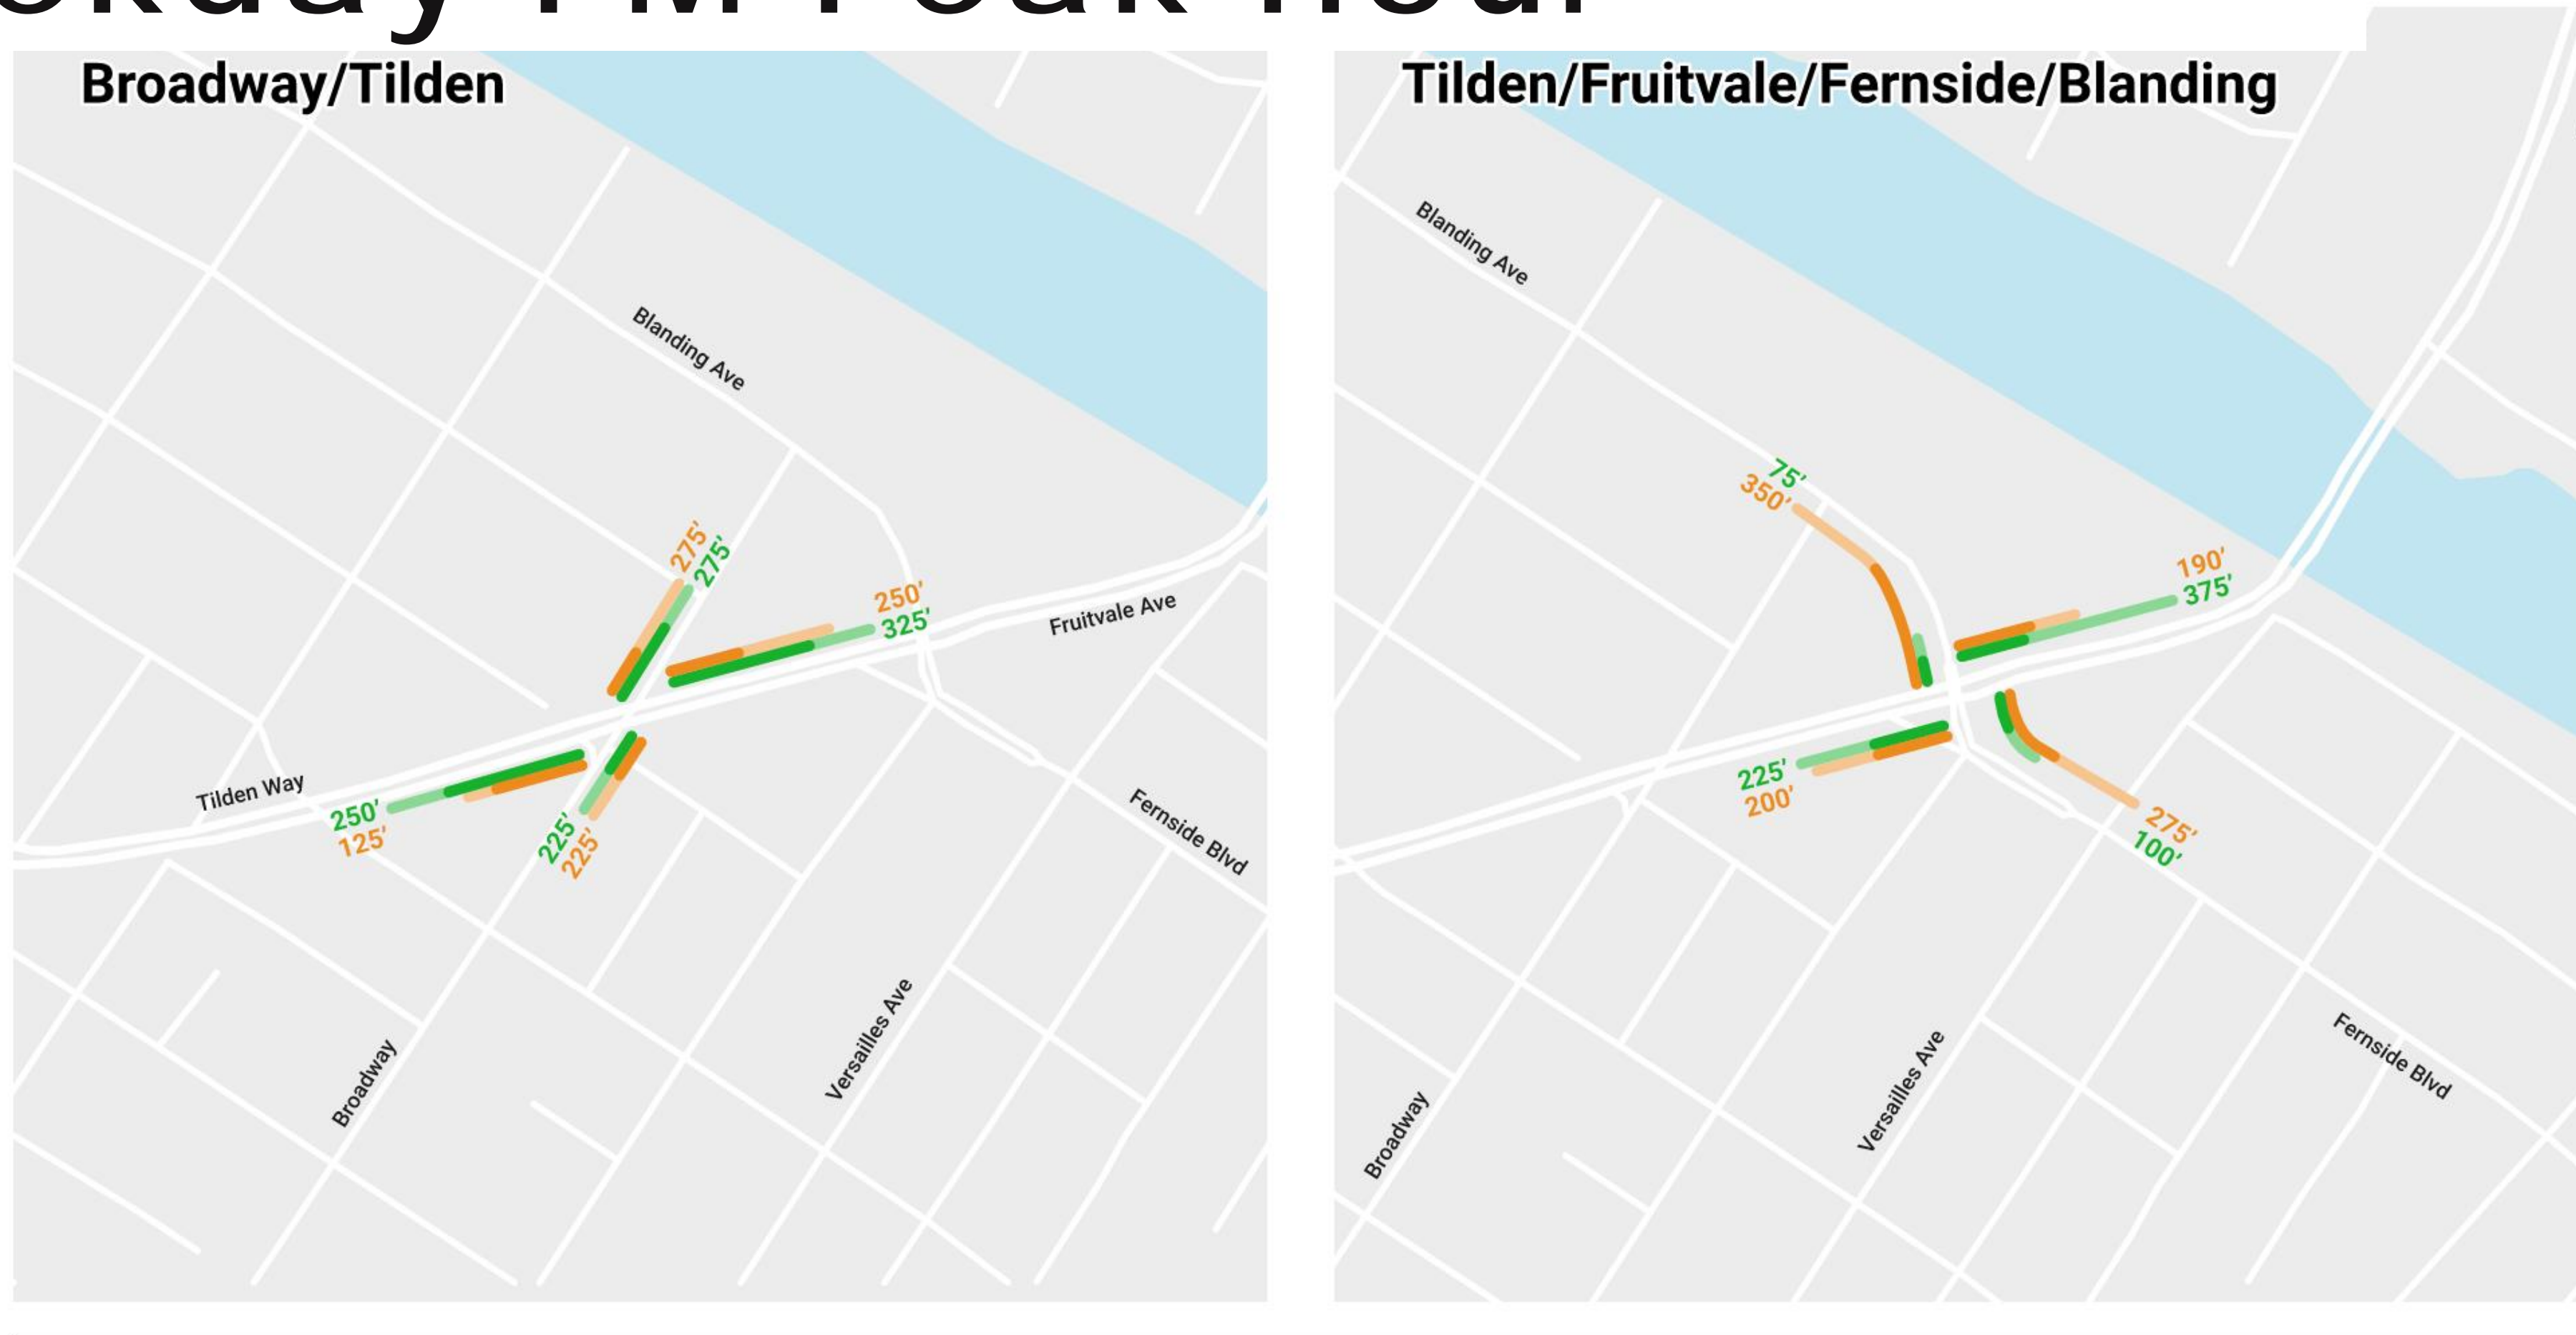 Broadway/Tilden
Blanding Ave
275'
275'
250'
325'
Fruitvale Ave
Tilden Way
250'
125'
225'
225'
Fernside Blvd
Versailles Ave
Broadway
Tilden/Fruitvale/Fernside/Blanding
Blanding Ave
75'
350'
190'
375'
225'
200'
275'
100'
Fernside Blvd
Versailles Ave
Broadway